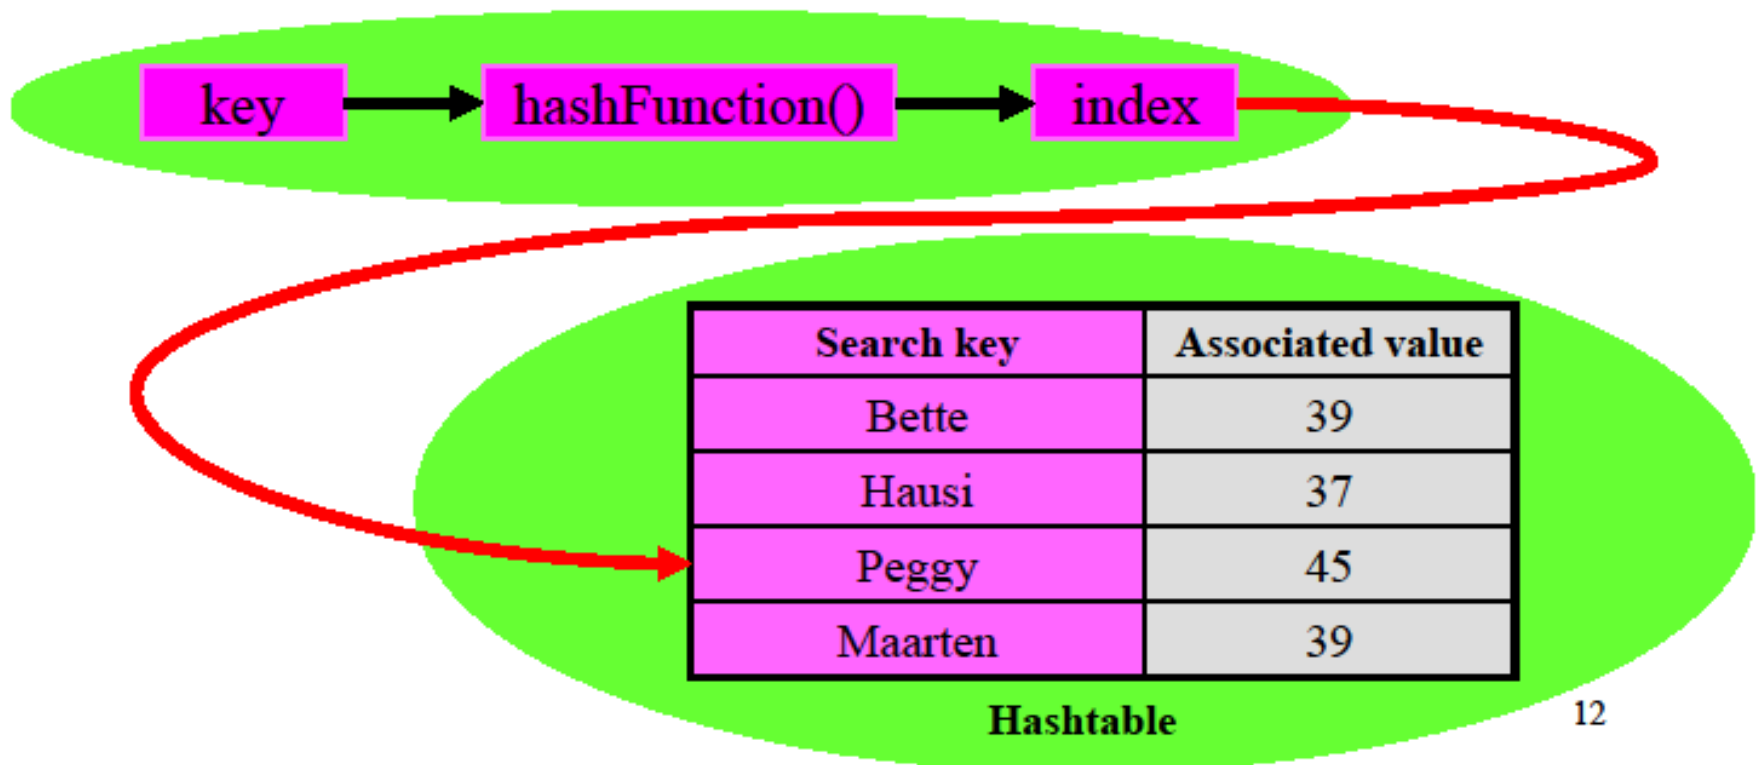 key hashFunction() index
Search key Associated value
Bette 39
Hausi 37
Peggy 45
Maarten 39
Hashtable
12